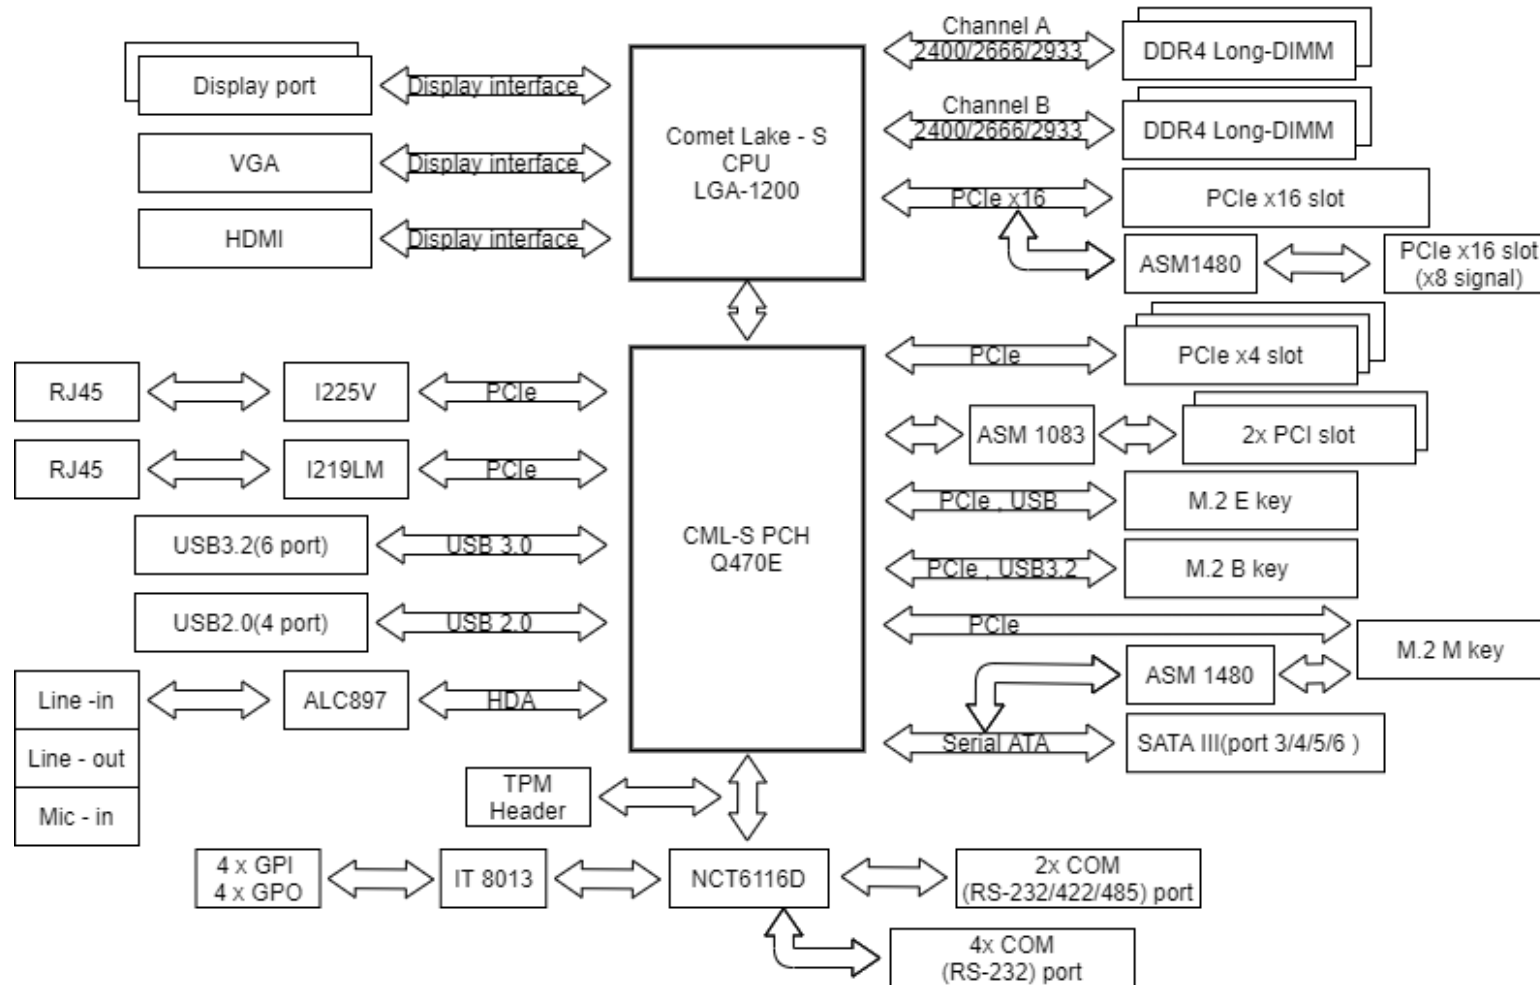 Channel A
2400/2666/2933
DDR4 Long-DIMM
Display port
Display interface
Channel B
2400/2666/2933
DDR4 Long-DIMM
Comet Lake - S
CPU
LGA-1200
VGA
Display interface
PCIe x16
PCIe x16 slot
HDMI
Display interface
ASM1480
PCIe x16 slot
(x8 signal)
PCIe
PCIe x4 slot
RJ45
I225V
PCIe
ASM 1083
2x PCI slot
RJ45
I219LM
PCIe
PCIe , USB
M.2 E key
USB3.2(6 port)
USB 3.0
CML-S PCH
Q470E
PCIe , USB3.2
M.2 B key
USB2.0(4 port)
USB 2.0
PCIe
M.2 M key
ASM 1480
Line -in
ALC897
HDA
Serial ATA
SATA III(port 3/4/5/6 )
Line - out
Mic - in
TPM
Header
4 x GPI
4 x GPO
IT 8013
NCT6116D
2x COM
(RS-232/422/485) port
4x COM
(RS-232) port